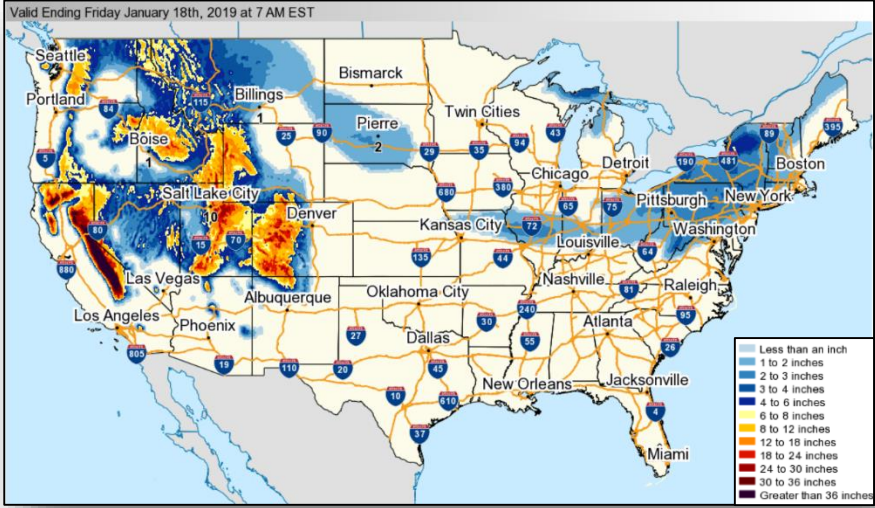 Valid Ending Friday January 18th, 2019 at 7 AM EST
Seattle
Bismarck
Billings
Portland
84
115
1
Pierre
2
Twin Cities
89
395
Boise
1
25
90
29
35
94
43
190
481
Boston
5
Chicago
Detroit
Salt Lake City
10
680
380
65
75
Pittsburgh
New York
Denver
80
15
70
Kansas City
72
Louisville
Washington
880
135
44
64
Las Vegas
Albuquerque
Oklahoma City
Nashville
81
Raleigh
Los Angeles
Phoenix
27
30
240
Atlanta
95
805
19
110
20
Dallas
45
55
26
10
610
New Orleans
Jacksonville
37
4
Miami
Less than an inch
1 to 2 inches
2 to 3 inches
3 to 4 inches
4 to 6 inches
6 to 8 inches
8 to 12 inches
12 to 18 inches
18 to 24 inches
24 to 30 inches
30 to 36 inches
Greater than 36 inches